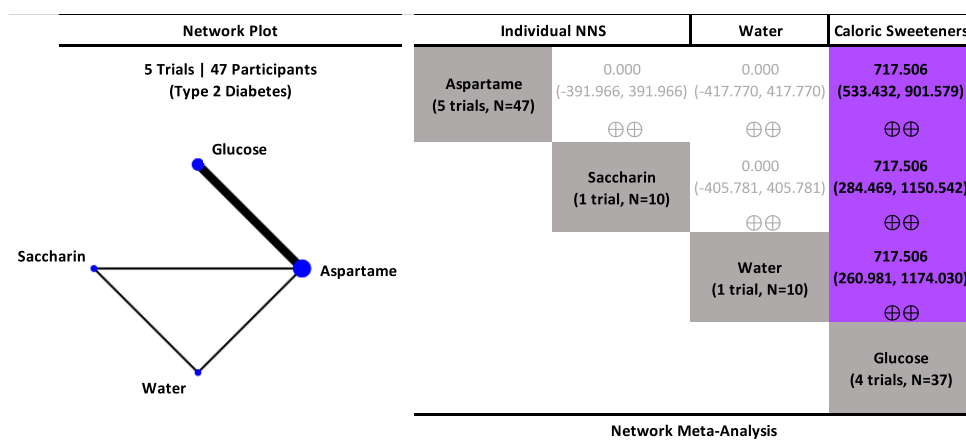 Network Plot
5 Trials | 47 Participants
(Type 2 Diabetes)
Glucose
Saccharin
Aspartame
Water
Individual NNS Water Caloric Sweeteners
Aspartame
(5 trials, N=47)
0.000
(-391.966, 391.966)
⊕⊕
0.000
(-417.770, 417.770)
⊕⊕
717.506
(533.432, 901.579)
⊕⊕
Saccharin
(1 trial, N=10)
0.000
(-405.781, 405.781)
⊕⊕
717.506
(284.469, 1150.542)
⊕⊕
Water
(1 trial, N=10)
717.506
(260.981, 1174.030)
⊕⊕
Glucose
(4 trials, N=37)
Network Meta-Analysis